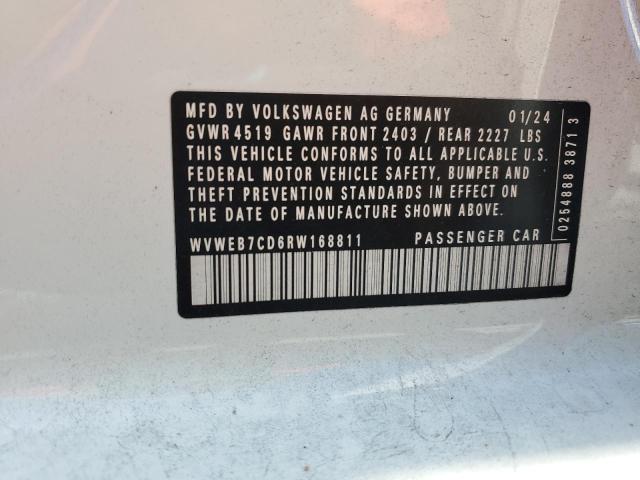 MFD BY VOLKSWAGEN AG GERMANY 01/24
GVWR 4519 GAWR FRONT 2403 / REAR 2227 LBS
THIS VEHICLE CONFORMS TO ALL APPLICABLE U.S.
FEDERAL MOTOR VEHICLE SAFETY, BUMPER AND
THEFT PREVENTION STANDARDS IN EFFECT ON
THE DATE OF MANUFACTURE SHOWN ABOVE.
WVWEB7CD6RW168811 PASSENGER CAR
0254888 3871 3